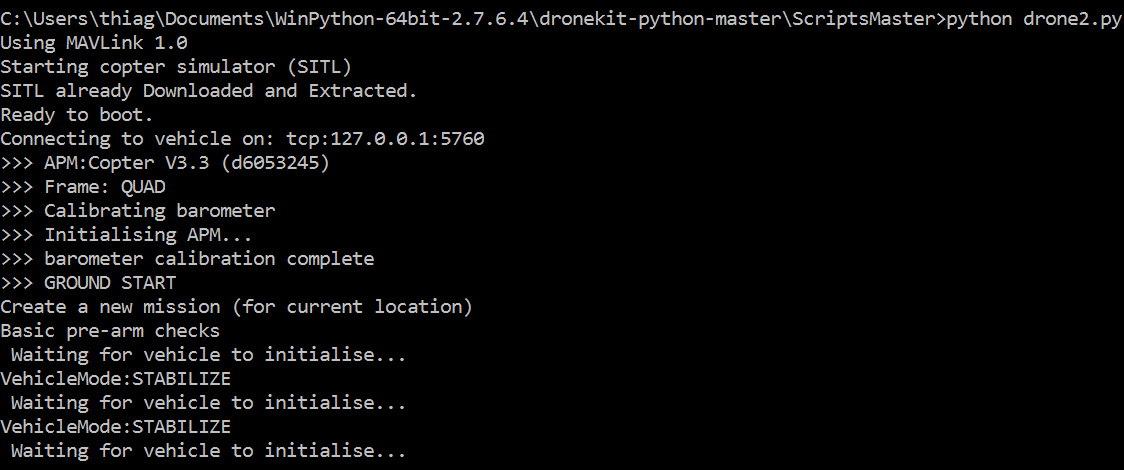 C:\Users\thiag\Documents\WinPython-64bit-2.7.6.4\dronekit-python-master\ScriptsMaster>python drone2.py
Using MAVLink 1.0
Starting copter simulator (SITL)
SITL already Downloaded and Extracted.
Ready to boot.
Connecting to vehicle on: tcp:127.0.0.1:5760
>>> APM:Copter V3.3 (d6053245)
>>> Frame: QUAD
>>> Calibrating barometer
>>> Initialising APM...
>>> barometer calibration complete
>>> GROUND START
Create a new mission (for current location)
Basic pre-arm checks
 Waiting for vehicle to initialise...
VehicleMode:STABILIZE
 Waiting for vehicle to initialise...
VehicleMode:STABILIZE
 Waiting for vehicle to initialise...